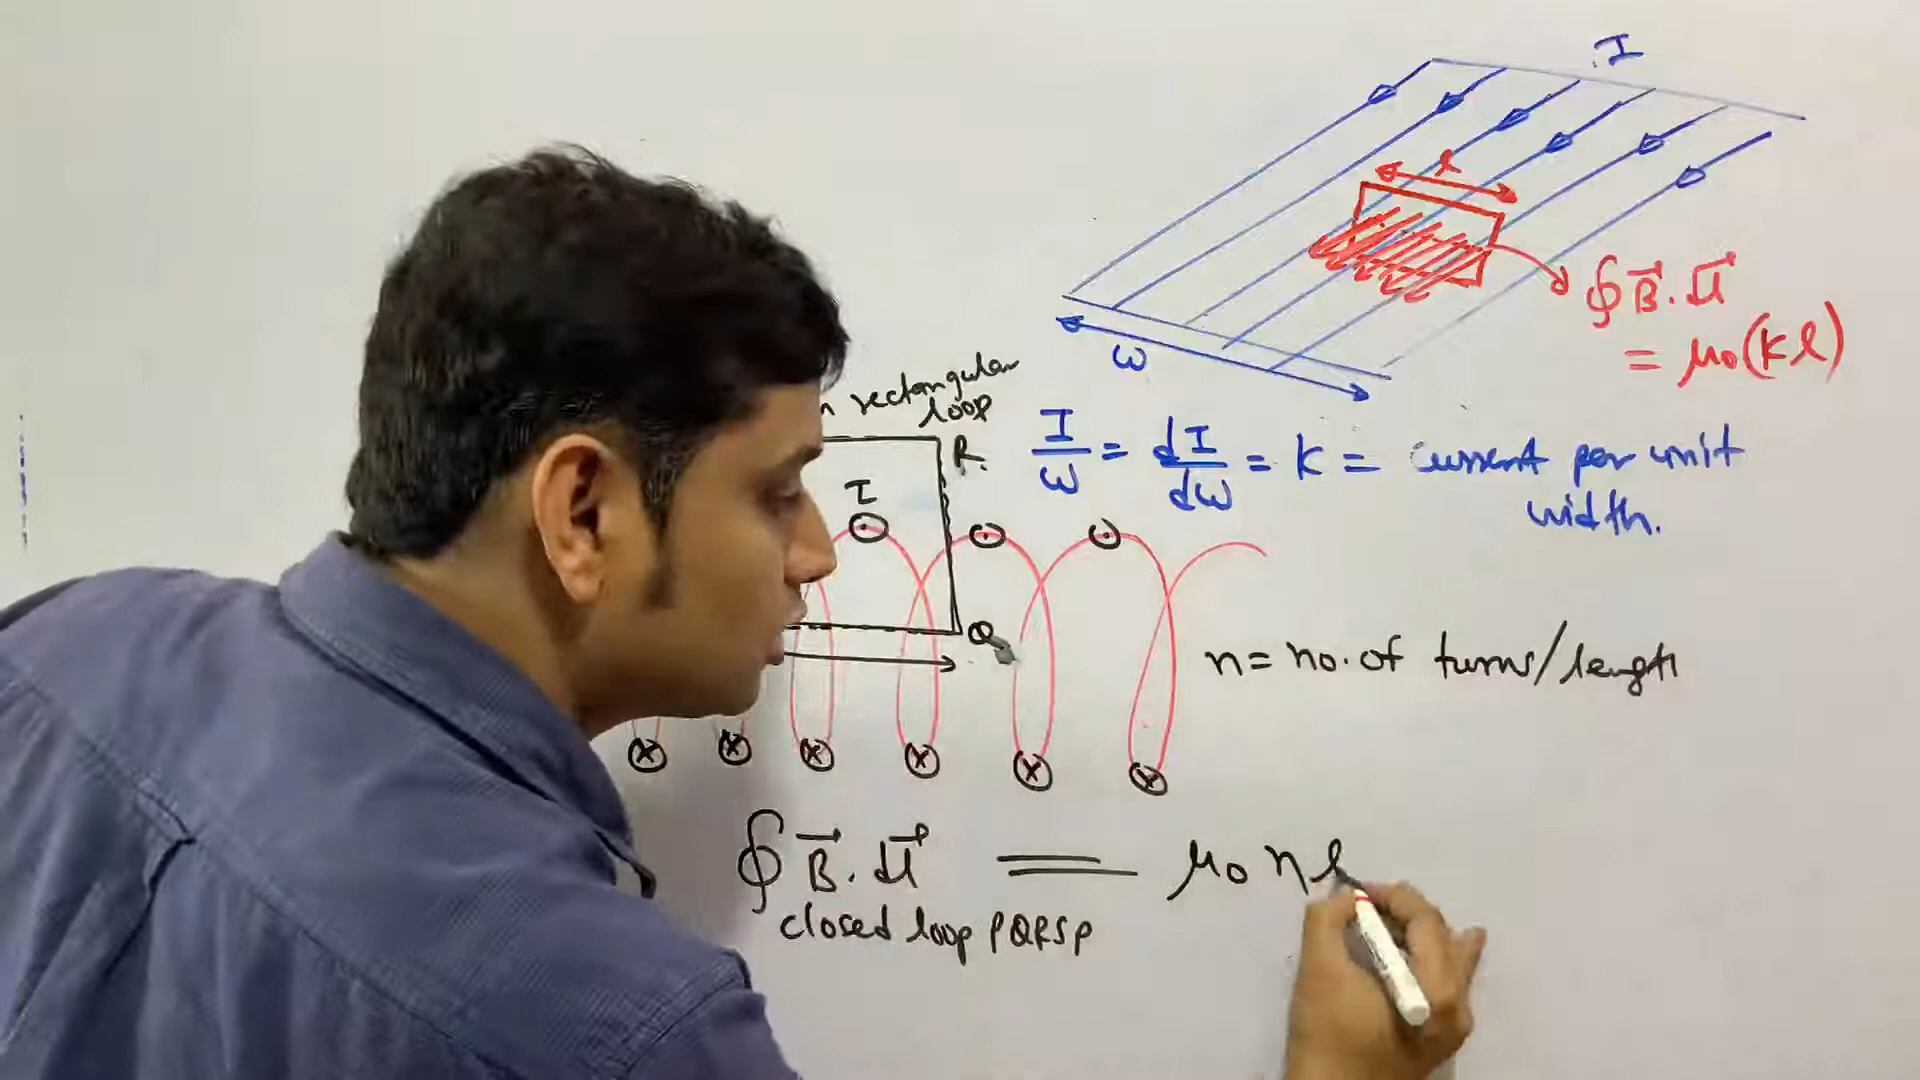 I
l
∮ B⃗ . dl⃗
= μ0 (K l)
ω
rectangular
loop
R
I/ω = dI/dω = K = current per unit
width.
I
Q
n = no. of turns/length
∮ B⃗ . dl⃗ = μ0 n l
closed loop PQRSP